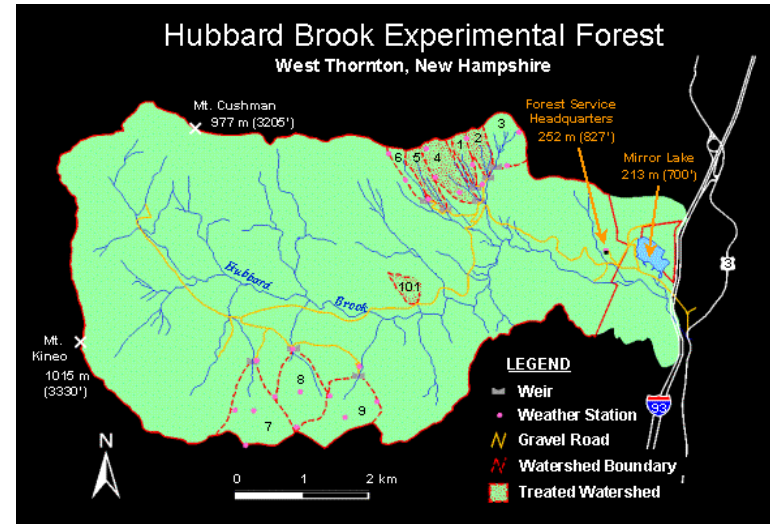 Hubbard Brook Experimental Forest
West Thornton, New Hampshire
Mt. Cushman
977 m (3205')
Forest Service
Headquarters
252 m (827')
Mirror Lake
213 m (700')
6 5 4 1 2 3
3
Hubbard Brook
101
Mt.
Kineo
1015 m
(3330')
8
9
7
LEGEND
Weir
Weather Station
Gravel Road
Watershed Boundary
Treated Watershed
93
N
0 1 2 km